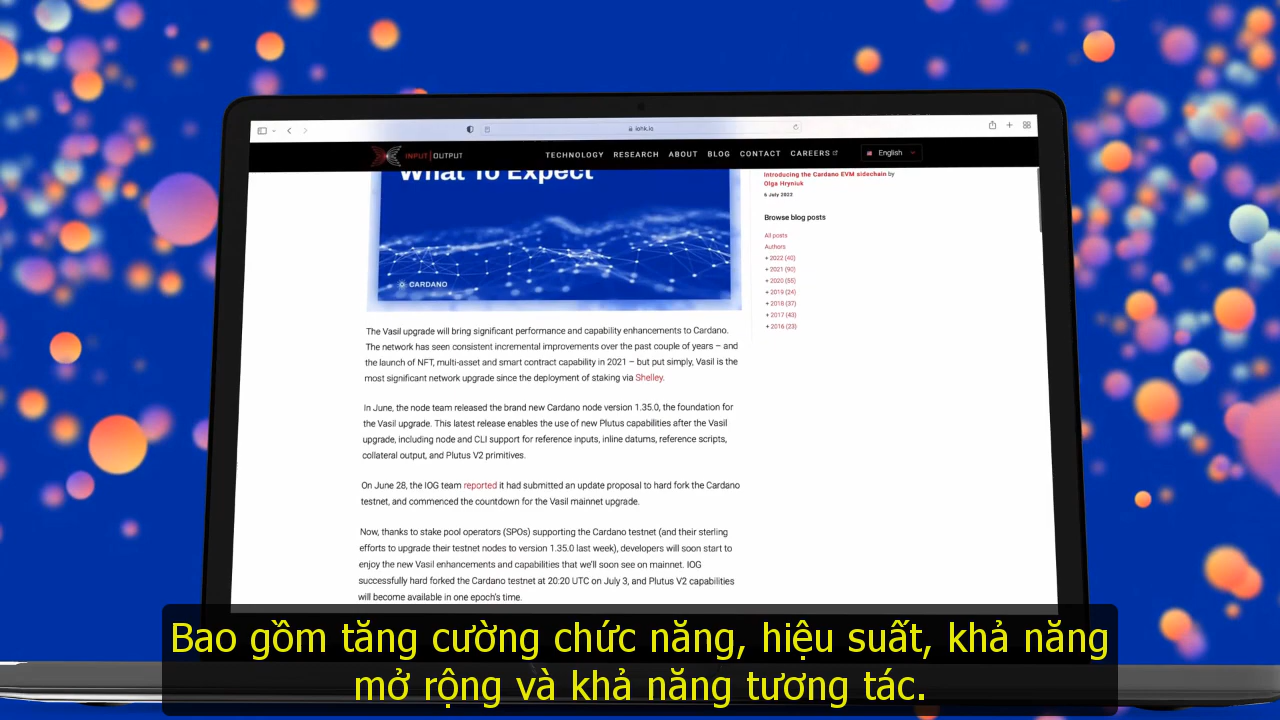 iohk.io
INPUT|OUTPUT
TECHNOLOGY RESEARCH ABOUT BLOG CONTACT CAREERS
English
What To Expect
CARDANO
Introducing the Cardano EVM sidechain by
Olga Hryniuk
6 July 2022
Browse blog posts
All posts
Authors
+ 2022 (40)
+ 2021 (90)
+ 2020 (55)
+ 2019 (24)
+ 2018 (37)
+ 2017 (43)
+ 2016 (23)
The Vasil upgrade will bring significant performance and capability enhancements to Cardano.
The network has seen consistent incremental improvements over the past couple of years – and
the launch of NFT, multi-asset and smart contract capability in 2021 – but put simply, Vasil is the
most significant network upgrade since the deployment of staking via Shelley.
In June, the node team released the brand new Cardano node version 1.35.0, the foundation for
the Vasil upgrade. This latest release enables the use of new Plutus capabilities after the Vasil
upgrade, including node and CLI support for reference inputs, inline datums, reference scripts,
collateral output, and Plutus V2 primitives.
On June 28, the IOG team reported it had submitted an update proposal to hard fork the Cardano
testnet, and commenced the countdown for the Vasil mainnet upgrade.
Now, thanks to stake pool operators (SPOs) supporting the Cardano testnet (and their sterling
efforts to upgrade their testnet nodes to version 1.35.0 last week), developers will soon start to
enjoy the new Vasil enhancements and capabilities that we'll soon see on mainnet. IOG
successfully hard forked the Cardano testnet at 20:20 UTC on July 3, and Plutus V2 capabilities
will become available in one epoch's time.
Bao gồm tăng cường chức năng, hiệu suất, khả năng
mở rộng và khả năng tương tác.